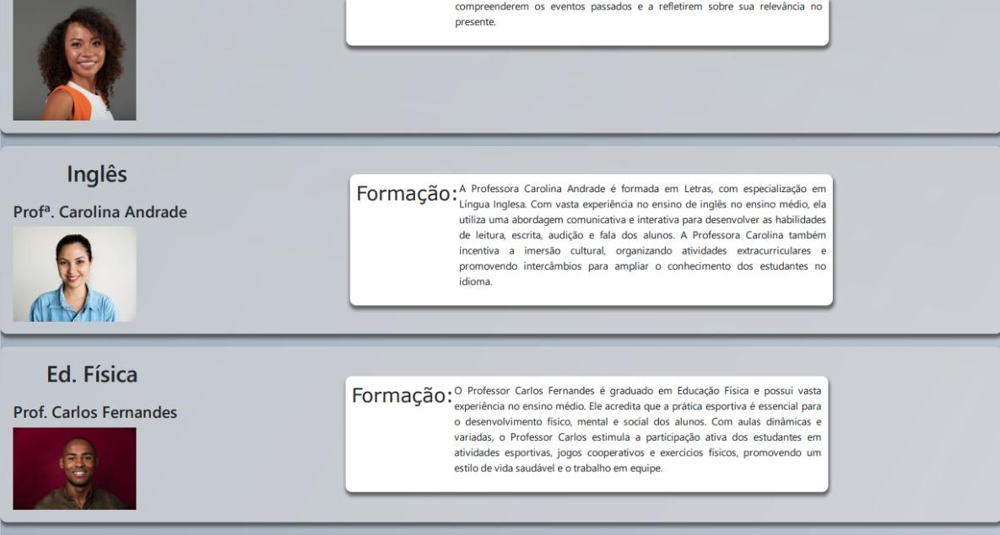 compreenderem os eventos passados e a refletirem sobre sua relevância no
presente.
Inglês
Profª. Carolina Andrade
Formação:
A Professora Carolina Andrade é formada em Letras, com especialização em
Língua Inglesa. Com vasta experiência no ensino de inglês no ensino médio, ela
utiliza uma abordagem comunicativa e interativa para desenvolver as habilidades
de leitura, escrita, audição e fala dos alunos. A Professora Carolina também
incentiva a imersão cultural, organizando atividades extracurriculares e
promovendo intercâmbios para ampliar o conhecimento dos estudantes no
idioma.
Ed. Física
Prof. Carlos Fernandes
Formação:
O Professor Carlos Fernandes é graduado em Educação Física e possui vasta
experiência no ensino médio. Ele acredita que a prática esportiva é essencial para
o desenvolvimento físico, mental e social dos alunos. Com aulas dinâmicas e
variadas, o Professor Carlos estimula a participação ativa dos estudantes em
atividades esportivas, jogos cooperativos e exercícios físicos, promovendo um
estilo de vida saudável e o trabalho em equipe.